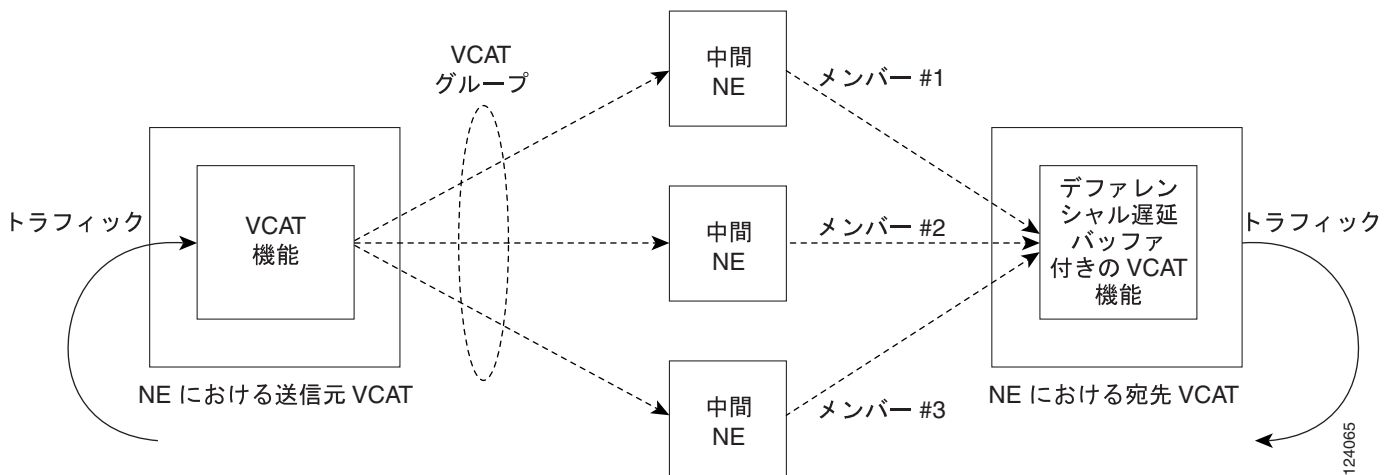 VCAT
グループ
中間
NE
メンバー #1
トラフィック
VCAT
機能
中間
NE
メンバー #2
デファレン
シャル遅延
バッファ
付きの VCAT
機能
トラフィック
NE における送信元 VCAT
中間
NE
メンバー #3
NE における宛先 VCAT
124065